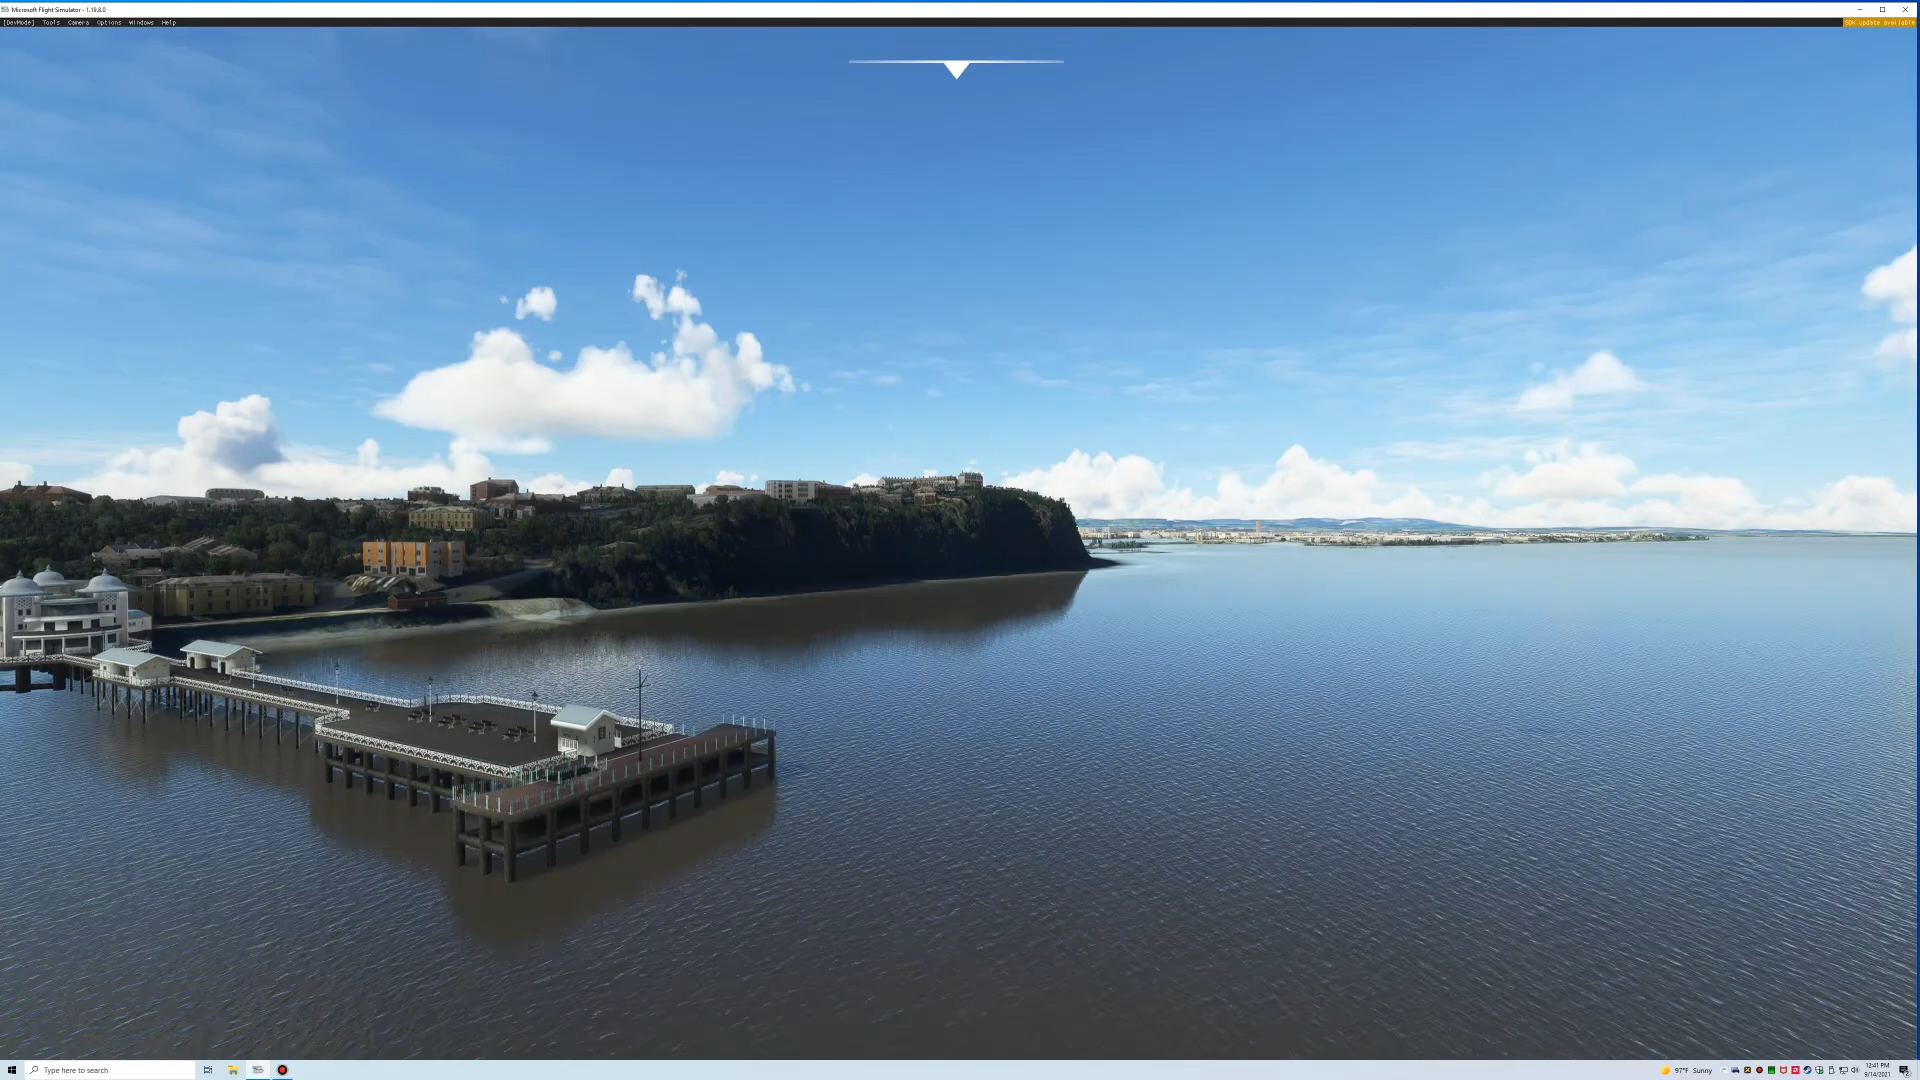 Microsoft Flight Simulator - 1.19.8.0
[DevMode] Tools Camera Options Windows Help
SDK update available
Type here to search
97°F Sunny
12:41 PM
9/14/2021